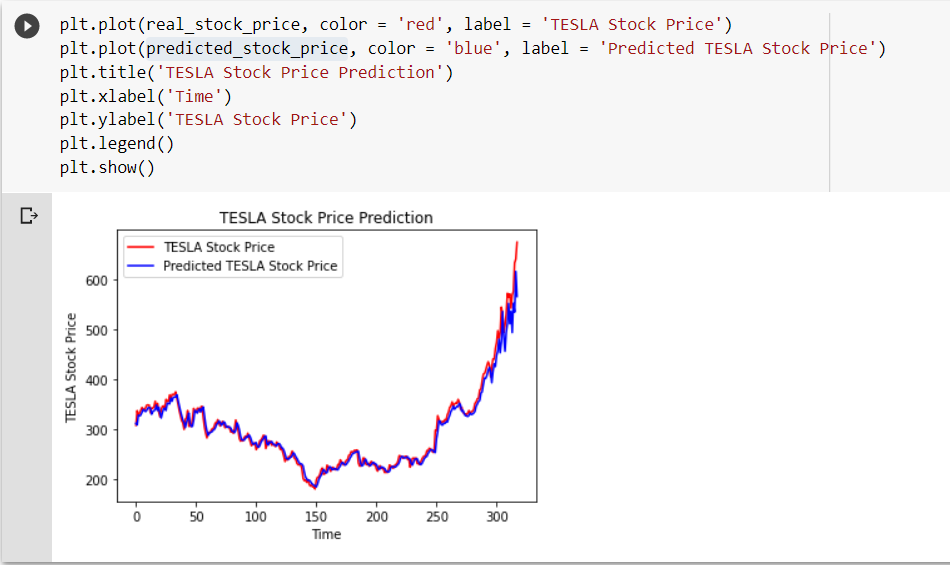 plt.plot(real_stock_price, color = 'red', label = 'TESLA Stock Price')
plt.plot(predicted_stock_price, color = 'blue', label = 'Predicted TESLA Stock Price')
plt.title('TESLA Stock Price Prediction')
plt.xlabel('Time')
plt.ylabel('TESLA Stock Price')
plt.legend()
plt.show()
TESLA Stock Price Prediction
TESLA Stock Price
Predicted TESLA Stock Price
TESLA Stock Price
600
500
400
300
200
0 50 100 150 200 250 300
Time